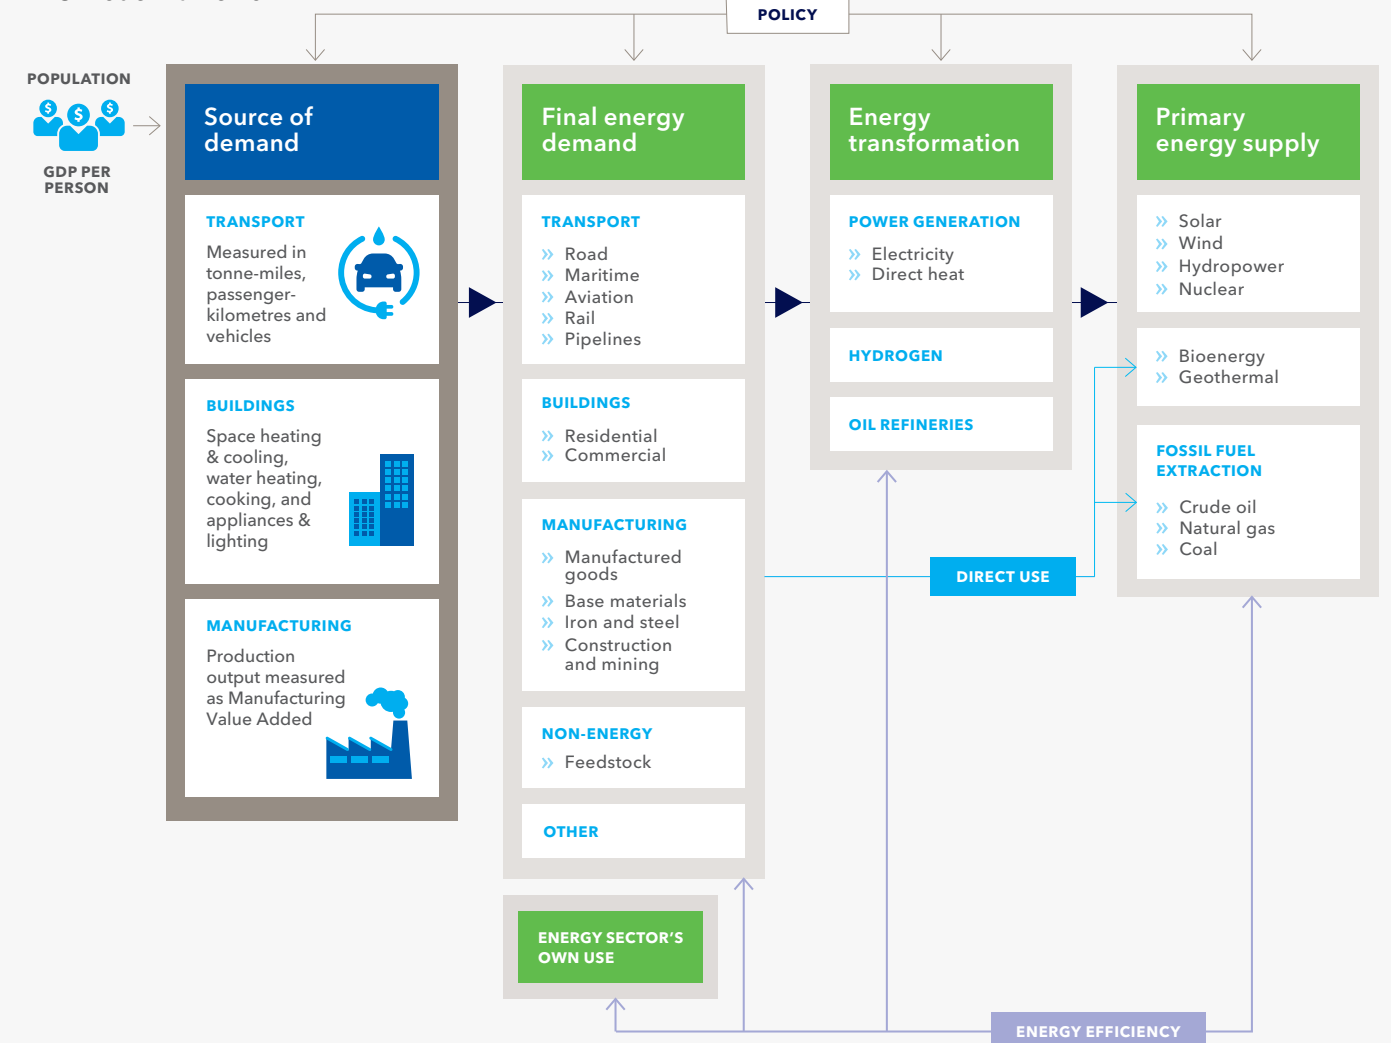 POLICY
POPULATION
$ $ $
GDP PER
PERSON
Source of
demand
TRANSPORT
Measured in
tonne-miles,
passenger-
kilometres and
vehicles
BUILDINGS
Space heating
& cooling,
water heating,
cooking, and
appliances &
lighting
MANUFACTURING
Production
output measured
as Manufacturing
Value Added
Final energy
demand
TRANSPORT
» Road
» Maritime
» Aviation
» Rail
» Pipelines
BUILDINGS
» Residential
» Commercial
MANUFACTURING
» Manufactured
goods
» Base materials
» Iron and steel
» Construction
and mining
NON-ENERGY
» Feedstock
OTHER
ENERGY SECTOR'S
OWN USE
Energy
transformation
POWER GENERATION
» Electricity
» Direct heat
HYDROGEN
OIL REFINERIES
DIRECT USE
Primary
energy supply
» Solar
» Wind
» Hydropower
» Nuclear
» Bioenergy
» Geothermal
FOSSIL FUEL
EXTRACTION
» Crude oil
» Natural gas
» Coal
ENERGY EFFICIENCY